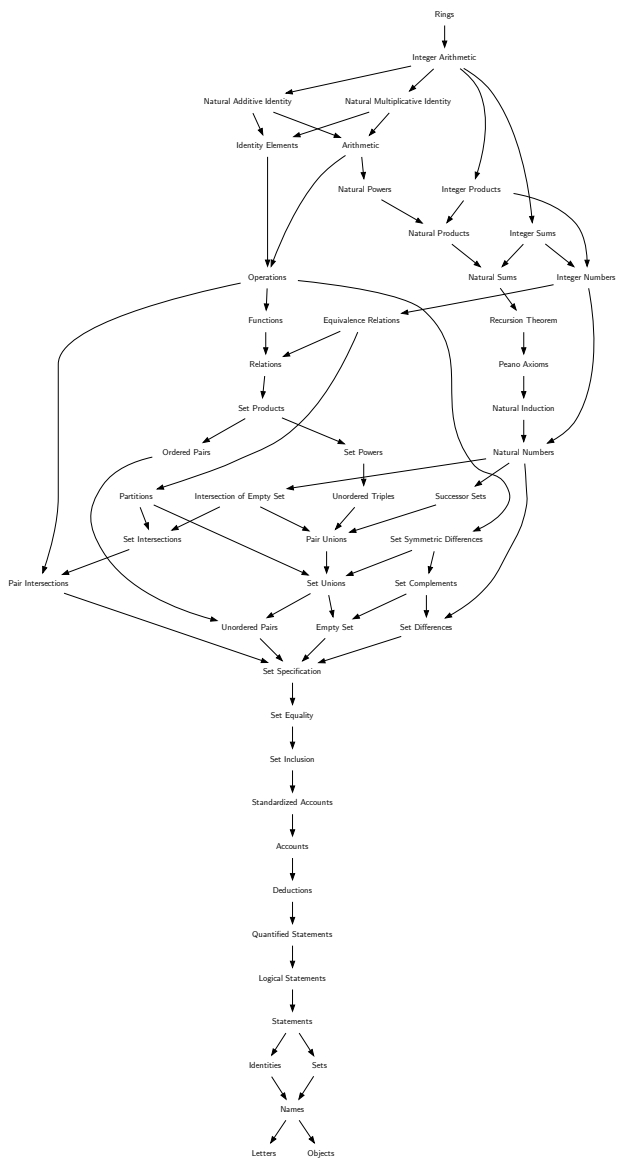 Rings
Integer Arithmetic
Natural Additive Identity
Natural Multiplicative Identity
Identity Elements
Arithmetic
Natural Powers
Integer Products
Natural Products
Integer Sums
Operations
Natural Sums
Integer Numbers
Functions
Equivalence Relations
Recursion Theorem
Relations
Peano Axioms
Set Products
Natural Induction
Ordered Pairs
Set Powers
Natural Numbers
Partitions
Intersection of Empty Set
Unordered Triples
Successor Sets
Set Intersections
Pair Unions
Set Symmetric Differences
Pair Intersections
Set Unions
Set Complements
Unordered Pairs
Empty Set
Set Differences
Set Specification
Set Equality
Set Inclusion
Standardized Accounts
Accounts
Deductions
Quantified Statements
Logical Statements
Statements
Identities
Sets
Names
Letters
Objects